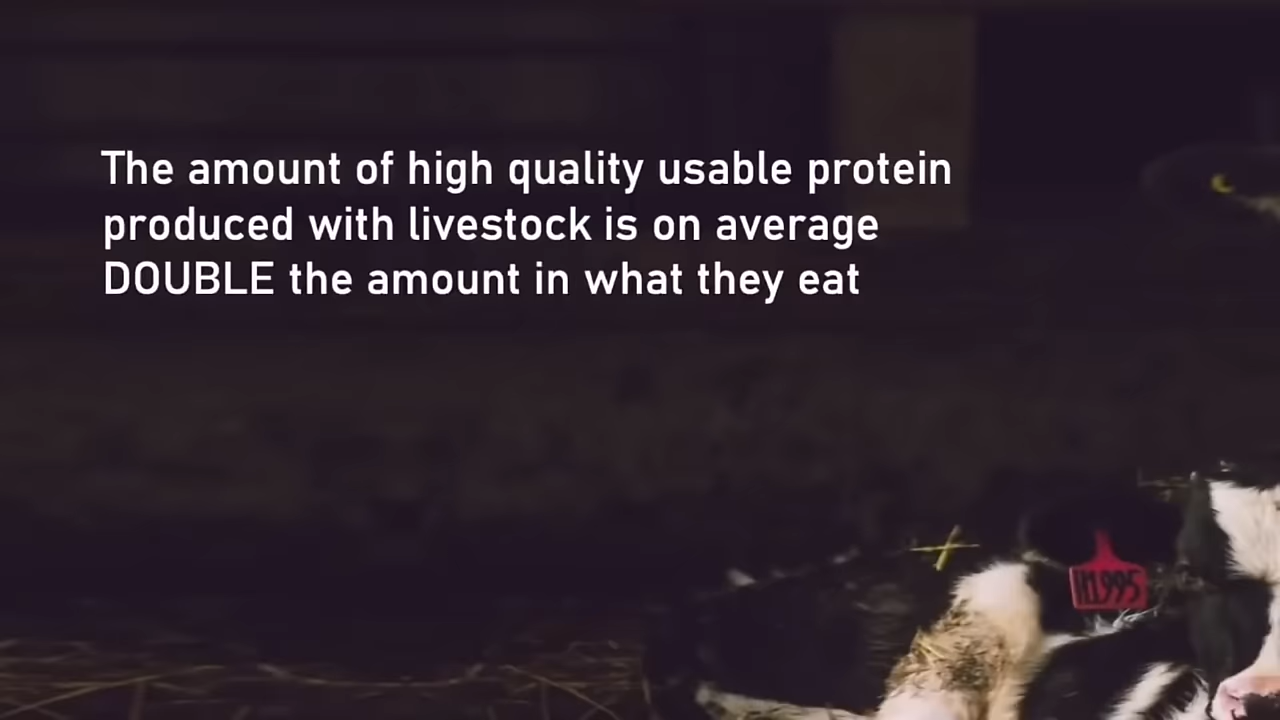 The amount of high quality usable protein
produced with livestock is on average
DOUBLE the amount in what they eat
H1995